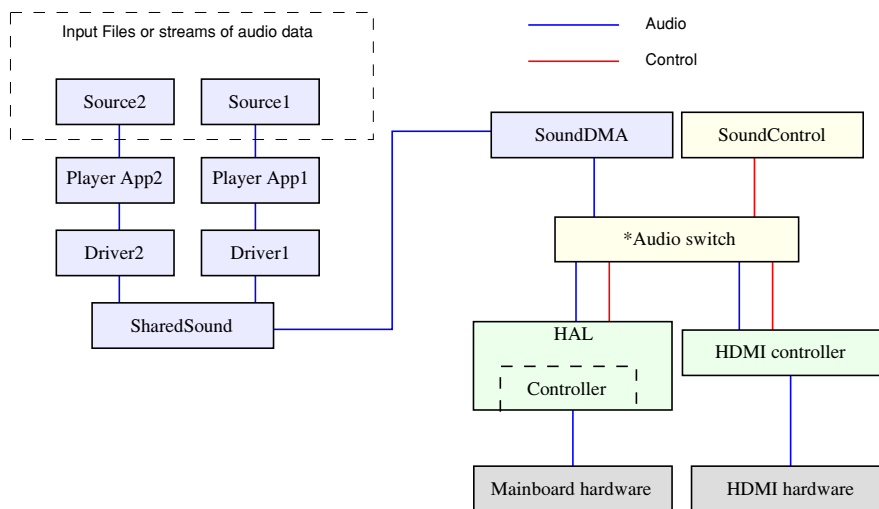 Input Files or streams of audio data
Audio
Control
Source2
Source1
SoundDMA
SoundControl
Player App2
Player App1
*Audio switch
Driver2
Driver1
SharedSound
HAL
HDMI controller
Controller
Mainboard hardware
HDMI hardware